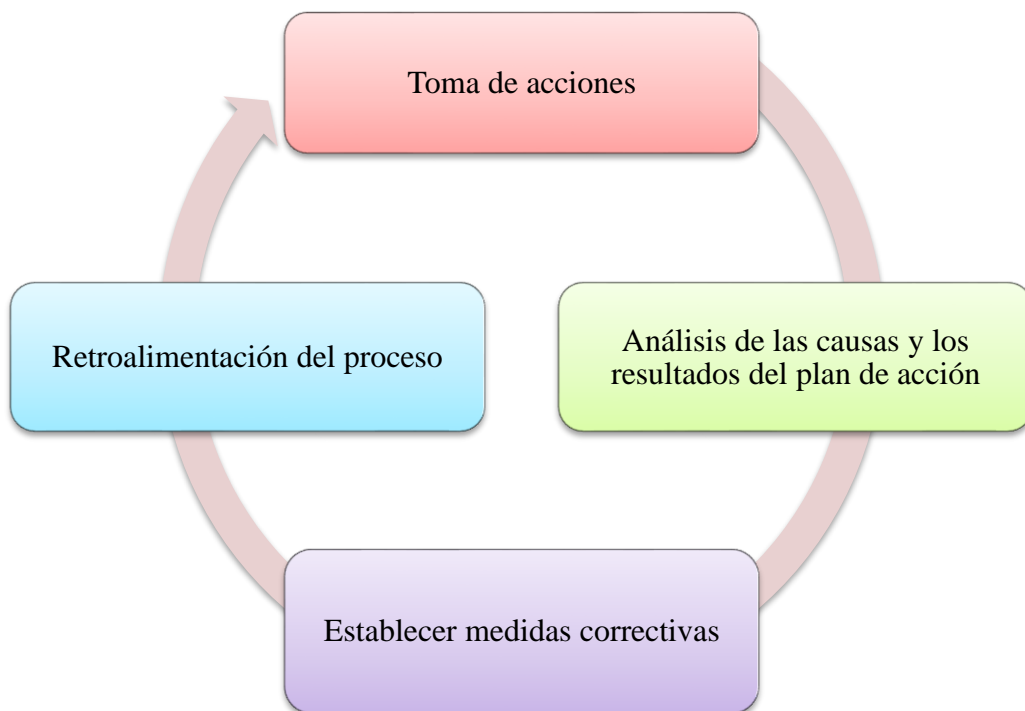 Toma de acciones
Análisis de las causas y los
resultados del plan de acción
Establecer medidas correctivas
Retroalimentación del proceso